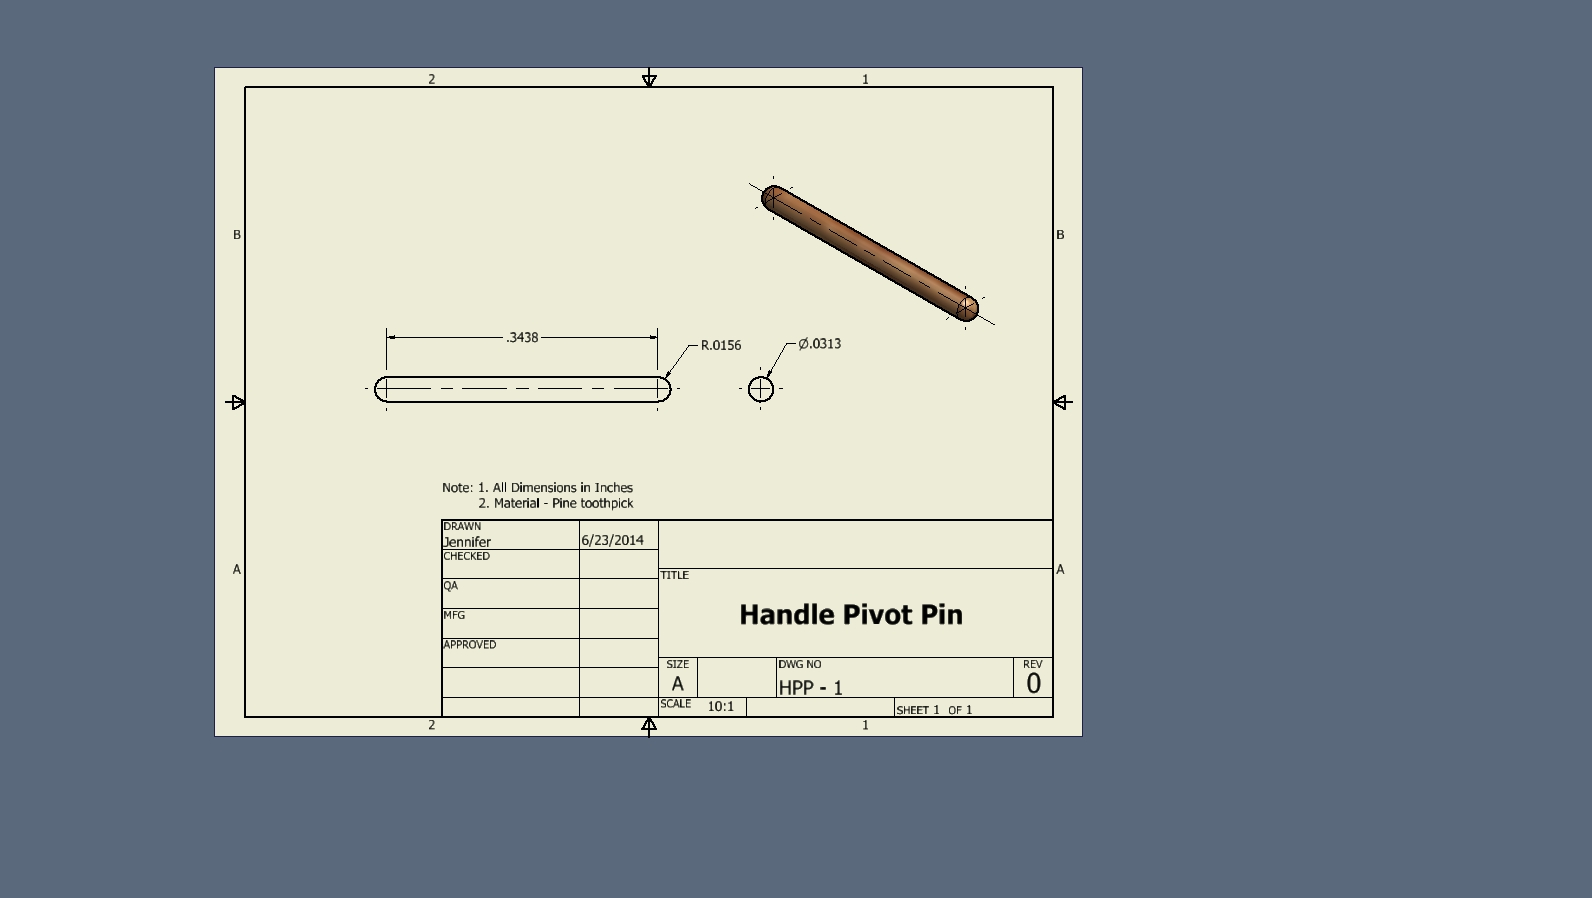 2 1
B B
.3438
R.0156
Ø.0313
Note: 1. All Dimensions in Inches
2. Material - Pine toothpick
DRAWN
Jennifer 6/23/2014
CHECKED
QA
MFG
APPROVED
TITLE
Handle Pivot Pin
SIZE
A
DWG NO
HPP - 1
REV
0
SCALE 10:1
SHEET 1 OF 1
A A
2 1